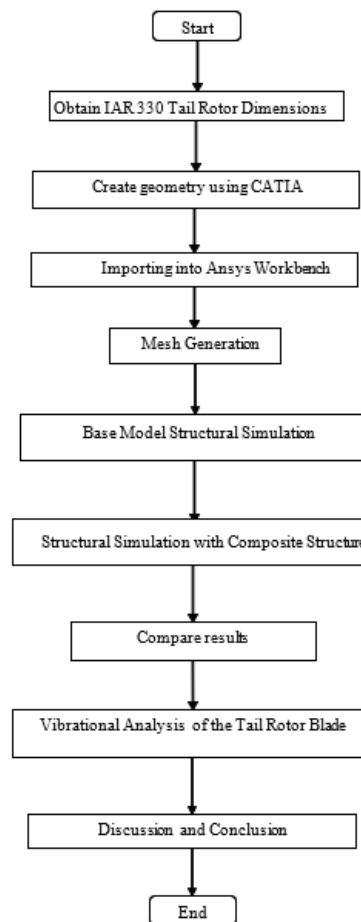 Start
Obtain IAR 330 Tail Rotor Dimensions
Create geometry using CATIA
Importing into Ansys Workbench
Mesh Generation
Base Model Structural Simulation
Structural Simulation with Composite Structure
Compare results
Vibrational Analysis of the Tail Rotor Blade
Discussion and Conclusion
End